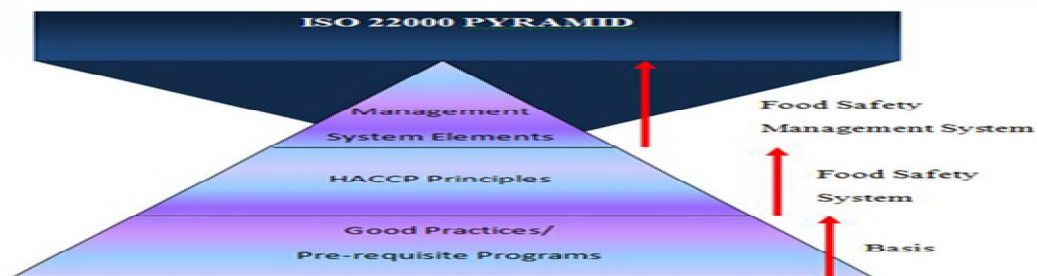 ISO 22000 PYRAMID
Management
System Elements
HACCP Principles
Good Practices/
Pre-requisite Programs
Food Safety
Management System
Food Safety
System
Basis